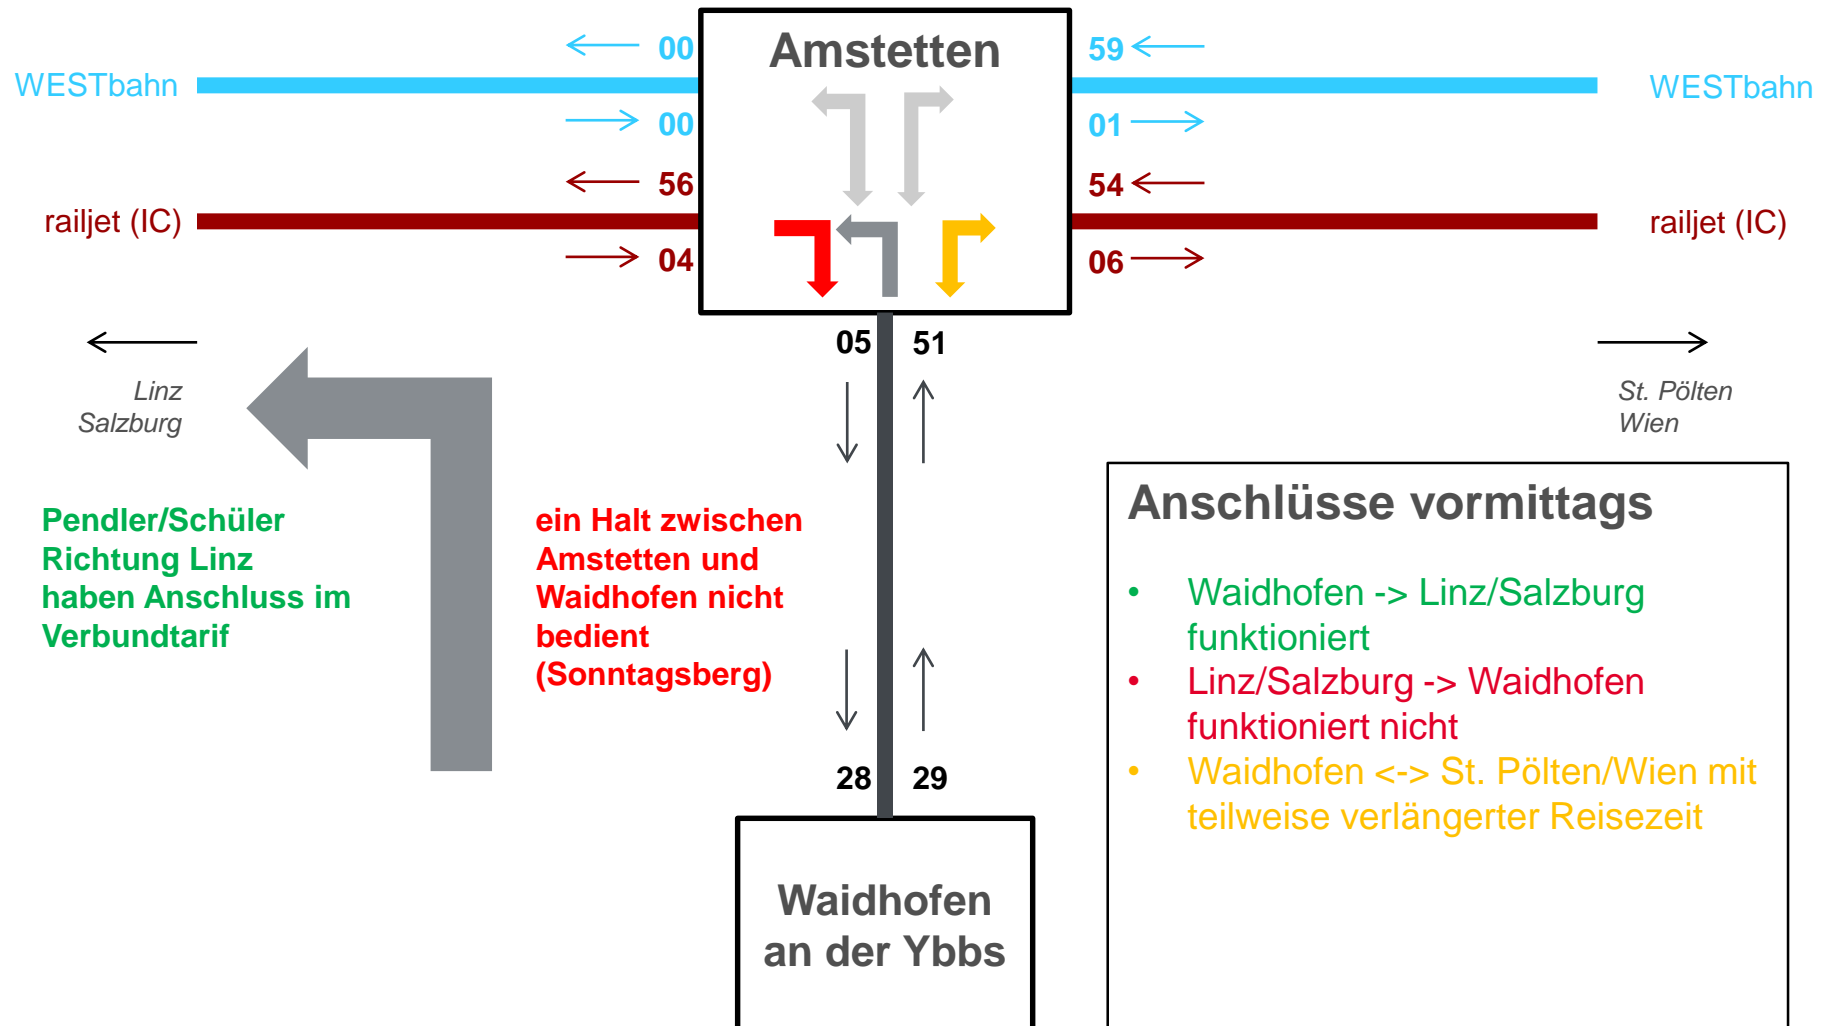 Amstetten
00
59
WESTbahn
WESTbahn
00
01
56
54
railjet (IC)
railjet (IC)
04
06
05
51
Linz
Salzburg
St. Pölten
Wien
Pendler/Schüler
Richtung Linz
haben Anschluss im
Verbundtarif
ein Halt zwischen
Amstetten und
Waidhofen nicht
bedient
(Sonntagsberg)
Anschlüsse vormittags
• Waidhofen -> Linz/Salzburg
funktioniert
• Linz/Salzburg -> Waidhofen
funktioniert nicht
• Waidhofen <-> St. Pölten/Wien mit
teilweise verlängerter Reisezeit
28
29
Waidhofen
an der Ybbs